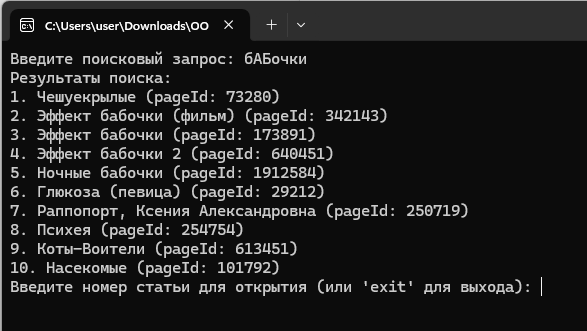 C:\Users\user\Downloads\OO
Введите поисковый запрос: бАБочки
Результаты поиска:
1. Чешуекрылые (pageId: 73280)
2. Эффект бабочки (фильм) (pageId: 342143)
3. Эффект бабочки (pageId: 173891)
4. Эффект бабочки 2 (pageId: 640451)
5. Ночные бабочки (pageId: 1912584)
6. Глюкоза (певица) (pageId: 29212)
7. Раппопорт, Ксения Александровна (pageId: 250719)
8. Психея (pageId: 254754)
9. Коты-Воители (pageId: 613451)
10. Насекомые (pageId: 101792)
Введите номер статьи для открытия (или 'exit' для выхода):